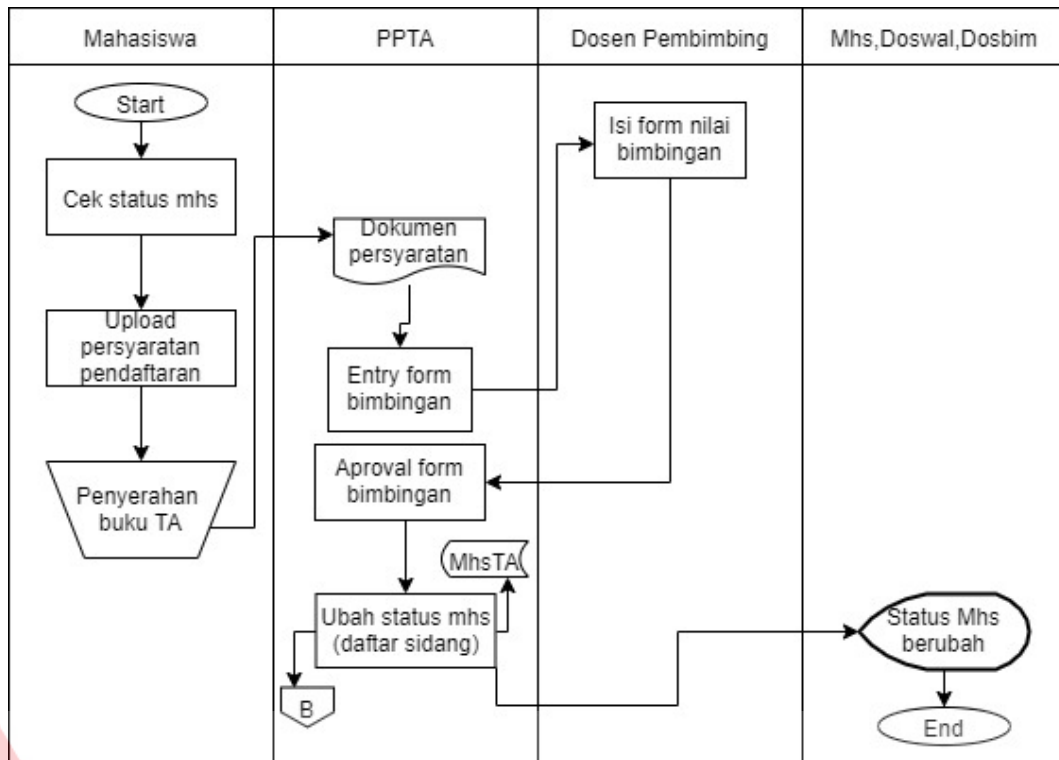 Mahasiswa
PPTA
Dosen Pembimbing
Mhs,Doswal,Dosbim
Start
Cek status mhs
Upload
persyaratan
pendaftaran
Penyerahan
buku TA
Dokumen
persyaratan
Entry form
bimbingan
Isi form nilai
bimbingan
Aproval form
bimbingan
MhsTA
Ubah status mhs
(daftar sidang)
B
Status Mhs
berubah
End